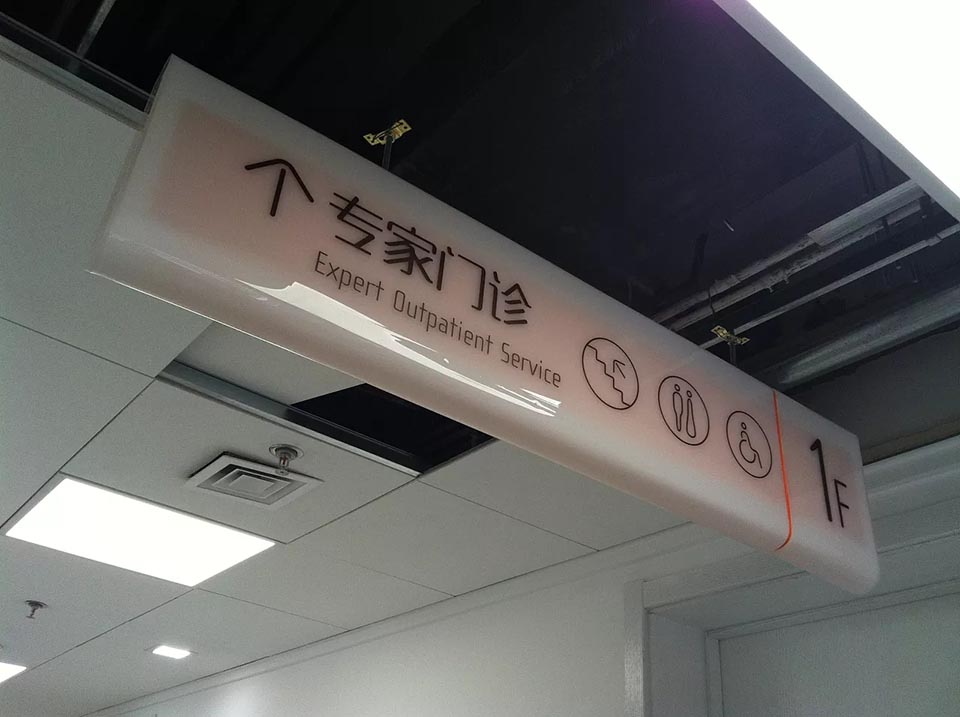 专家门诊
Expert Outpatient Service
1F